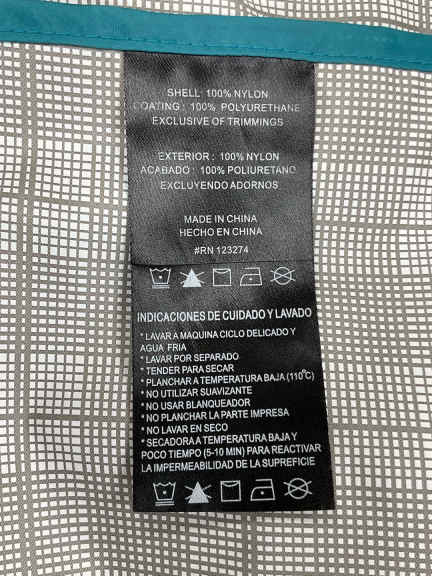 SHELL: 100% NYLON
COATING: 100% POLYURETHANE
EXCLUSIVE OF TRIMMINGS
EXTERIOR: 100% NYLON
ACABADO: 100% POLIURETANO
EXCLUYENDO ADORNOS
MADE IN CHINA
HECHO EN CHINA
#RN 123274
INDICACIONES DE CUIDADO Y LAVADO
* LAVAR A MAQUINA CICLO DELICADO Y
AGUA FRIA
* LAVAR POR SEPARADO
* TENDER PARA SECAR
* PLANCHAR A TEMPERATURA BAJA (110°C)
*NO UTILIZAR SUAVIZANTE
*NO USAR BLANQUEADOR
*NO PLANCHAR LA PARTE IMPRESA
*NO LAVAR EN SECO
*SECADORA A TEMPERATURA BAJA Y
POCO TIEMPO (5-10 MIN) PARA REACTIVAR
LA IMPERMEABILIDAD DE LA SUPREFICIE